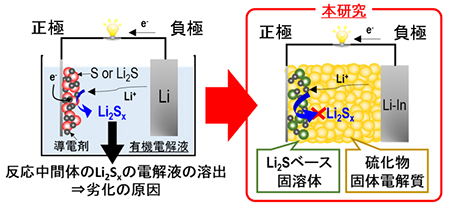 正極
e-
負極
e-
S or Li2S
Li+
Li2Sx
Li
導電剤
有機電解液
反応中間体のLi2Sxの電解液の溶出
⇒劣化の原因
本研究
正極
e-
負極
Li+
Li2Sx
Li-In
Li2Sベース
固溶体
硫化物
固体電解質